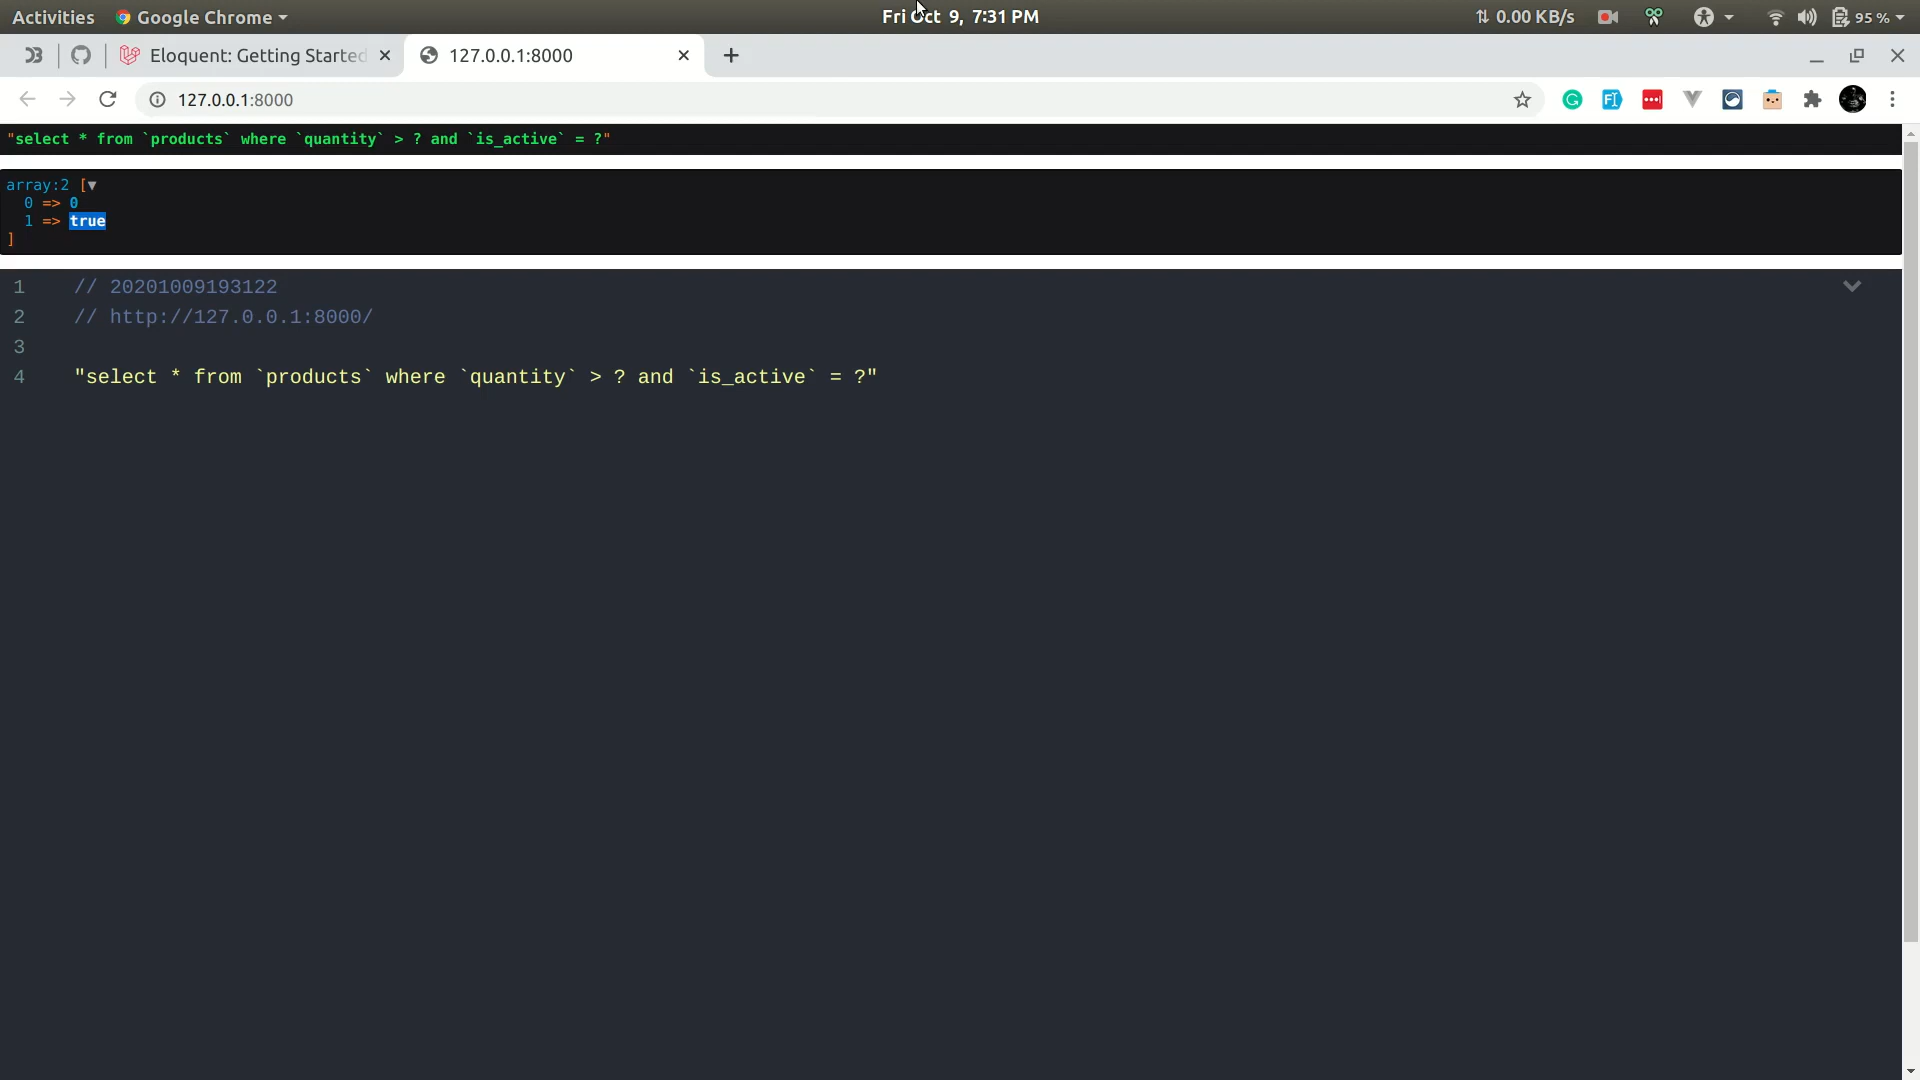 Activities Google Chrome Fri Oct 9, 7:31 PM 0.00 KB/s 95 %
Eloquent: Getting Started 127.0.0.1:8000
127.0.0.1:8000
"select * from `products` where `quantity` > ? and `is_active` = ?"
array:2 [▼
0 => 0
1 => true
]
1 // 20201009193122
2 // http://127.0.0.1:8000/
3
4 "select * from `products` where `quantity` > ? and `is_active` = ?"